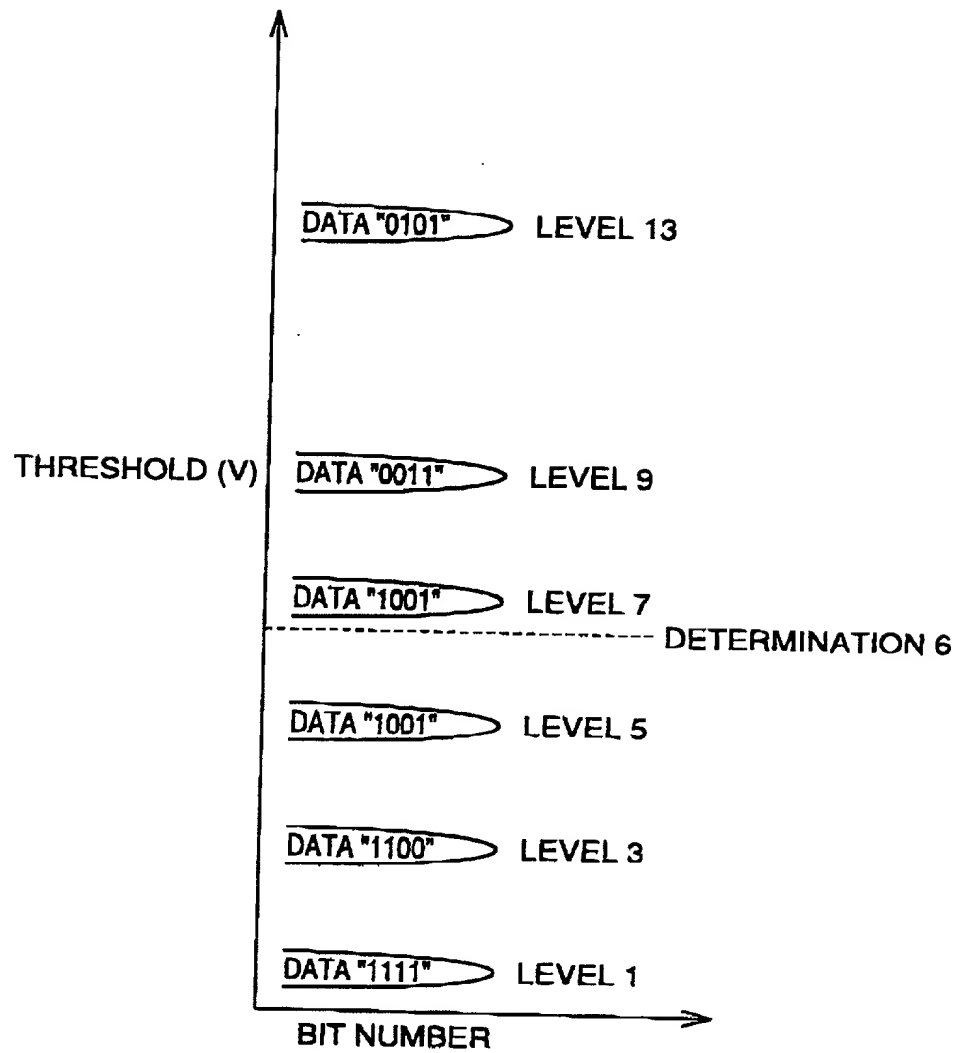 DATA "0101" LEVEL 13
THRESHOLD (V) DATA "0011" LEVEL 9
DATA "1001" LEVEL 7
DETERMINATION 6
DATA "1001" LEVEL 5
DATA "1100" LEVEL 3
DATA "1111" LEVEL 1
BIT NUMBER